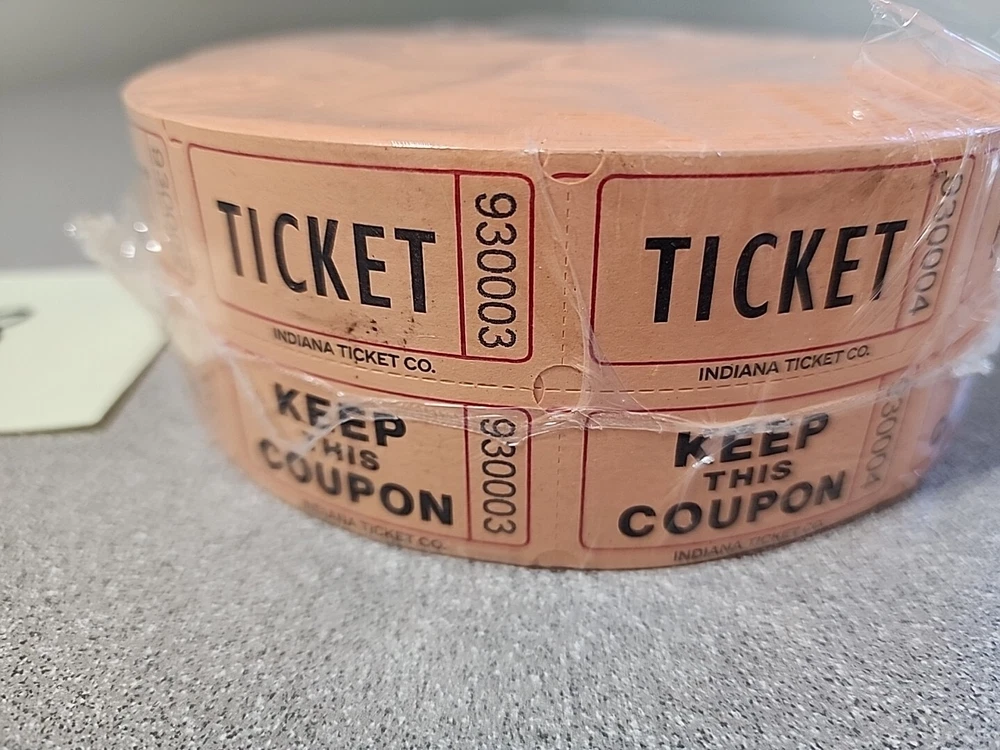 TICKET
930003
INDIANA TICKET CO.
TICKET
930004
INDIANA TICKET CO.
KEEP
THIS
COUPON
930003
INDIANA TICKET CO.
KEEP
THIS
COUPON
930004
INDIANA TICKET CO.